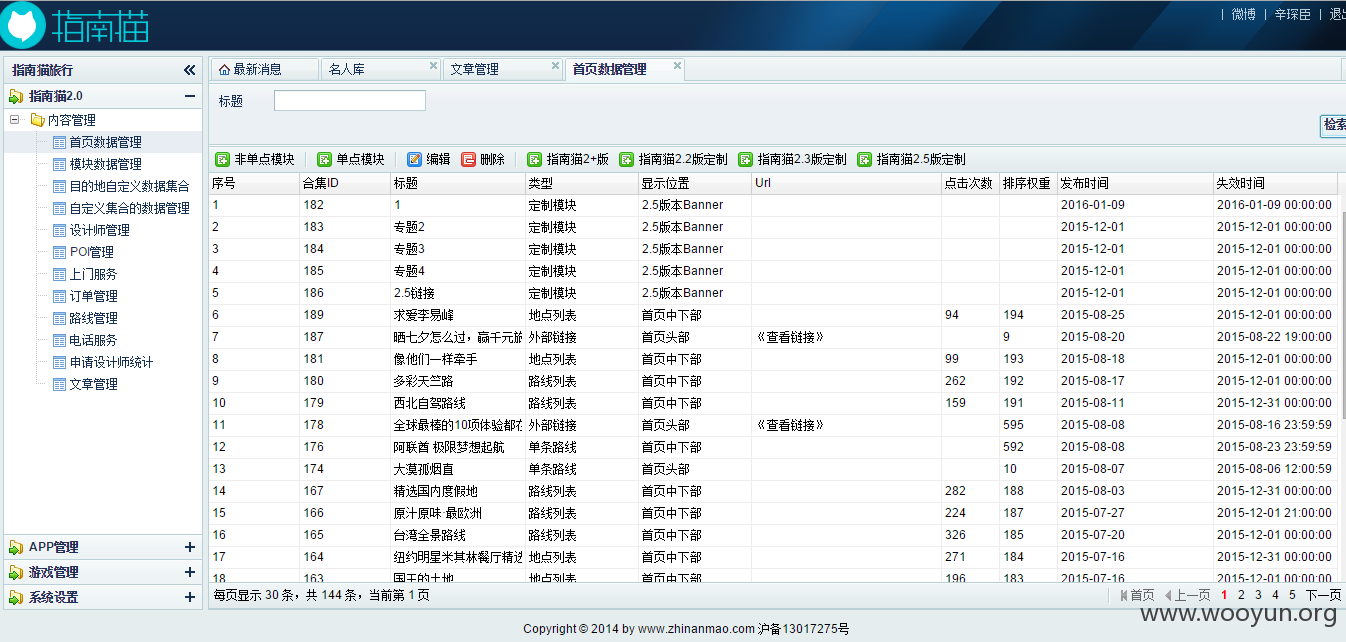 指南猫
| 微博 | 辛琛臣 | 退出
指南猫旅行
指南猫2.0
内容管理
首页数据管理
模块数据管理
目的地自定义数据集合
自定义集合的数据管理
设计师管理
POI管理
上门服务
订单管理
路线管理
电话服务
申请设计师统计
文章管理
APP管理
游戏管理
系统设置
最新消息 名人库 文章管理 首页数据管理
标题
检索
非单点模块 单点模块 编辑 删除 指南猫2+版 指南猫2.2版定制 指南猫2.3版定制 指南猫2.5版定制
序号 合集ID 标题 类型 显示位置 Url 点击次数 排序权重 发布时间 失效时间
1 182 1 定制模块 2.5版本Banner 2016-01-09 2016-01-09 00:00:00
2 183 专题2 定制模块 2.5版本Banner 2015-12-01 2015-12-01 00:00:00
3 184 专题3 定制模块 2.5版本Banner 2015-12-01 2015-12-01 00:00:00
4 185 专题4 定制模块 2.5版本Banner 2015-12-01 2015-12-01 00:00:00
5 186 2.5链接 定制模块 2.5版本Banner 2015-12-01 2015-12-01 00:00:00
6 189 求爱李易峰 地点列表 首页中下部 94 194 2015-08-25 2015-12-01 00:00:00
7 187 晒七夕怎么过，赢千元旅 外部链接 首页头部 《查看链接》 9 2015-08-20 2015-08-22 19:00:00
8 181 像他们一样牵手 地点列表 首页中下部 99 193 2015-08-18 2015-12-01 00:00:00
9 180 多彩天竺路 路线列表 首页中下部 262 192 2015-08-17 2015-12-01 00:00:00
10 179 西北自驾路线 路线列表 首页中下部 159 191 2015-08-11 2015-12-31 00:00:00
11 178 全球最棒的10项体验都在 外部链接 首页头部 《查看链接》 595 2015-08-08 2015-08-16 23:59:59
12 176 阿联酋 极限梦想起航 单条路线 首页中下部 592 2015-08-08 2015-08-23 23:59:59
13 174 大漠孤烟直 单条路线 首页头部 10 2015-08-07 2015-08-06 12:00:59
14 167 精选国内度假地 路线列表 首页中下部 282 188 2015-08-03 2015-12-31 00:00:00
15 166 原汁原味·最欧洲 路线列表 首页中下部 224 187 2015-07-27 2015-12-01 21:00:00
16 165 台湾全景路线 路线列表 首页中下部 326 185 2015-07-20 2015-12-01 00:00:00
17 164 纽约明星米其林餐厅精选 地点列表 首页中下部 271 184 2015-07-16 2015-12-31 00:00:00
18 163 国王的土地 地点列表 首页中下部 196 183 2015-07-16 2015-12-01 00:00:00
每页显示 30 条，共 144 条，当前第 1 页 首页 上一页 1 2 3 4 5 下一页
www.wooyun.org
Copyright © 2014 by www.zhinanmao.com 沪备13017275号